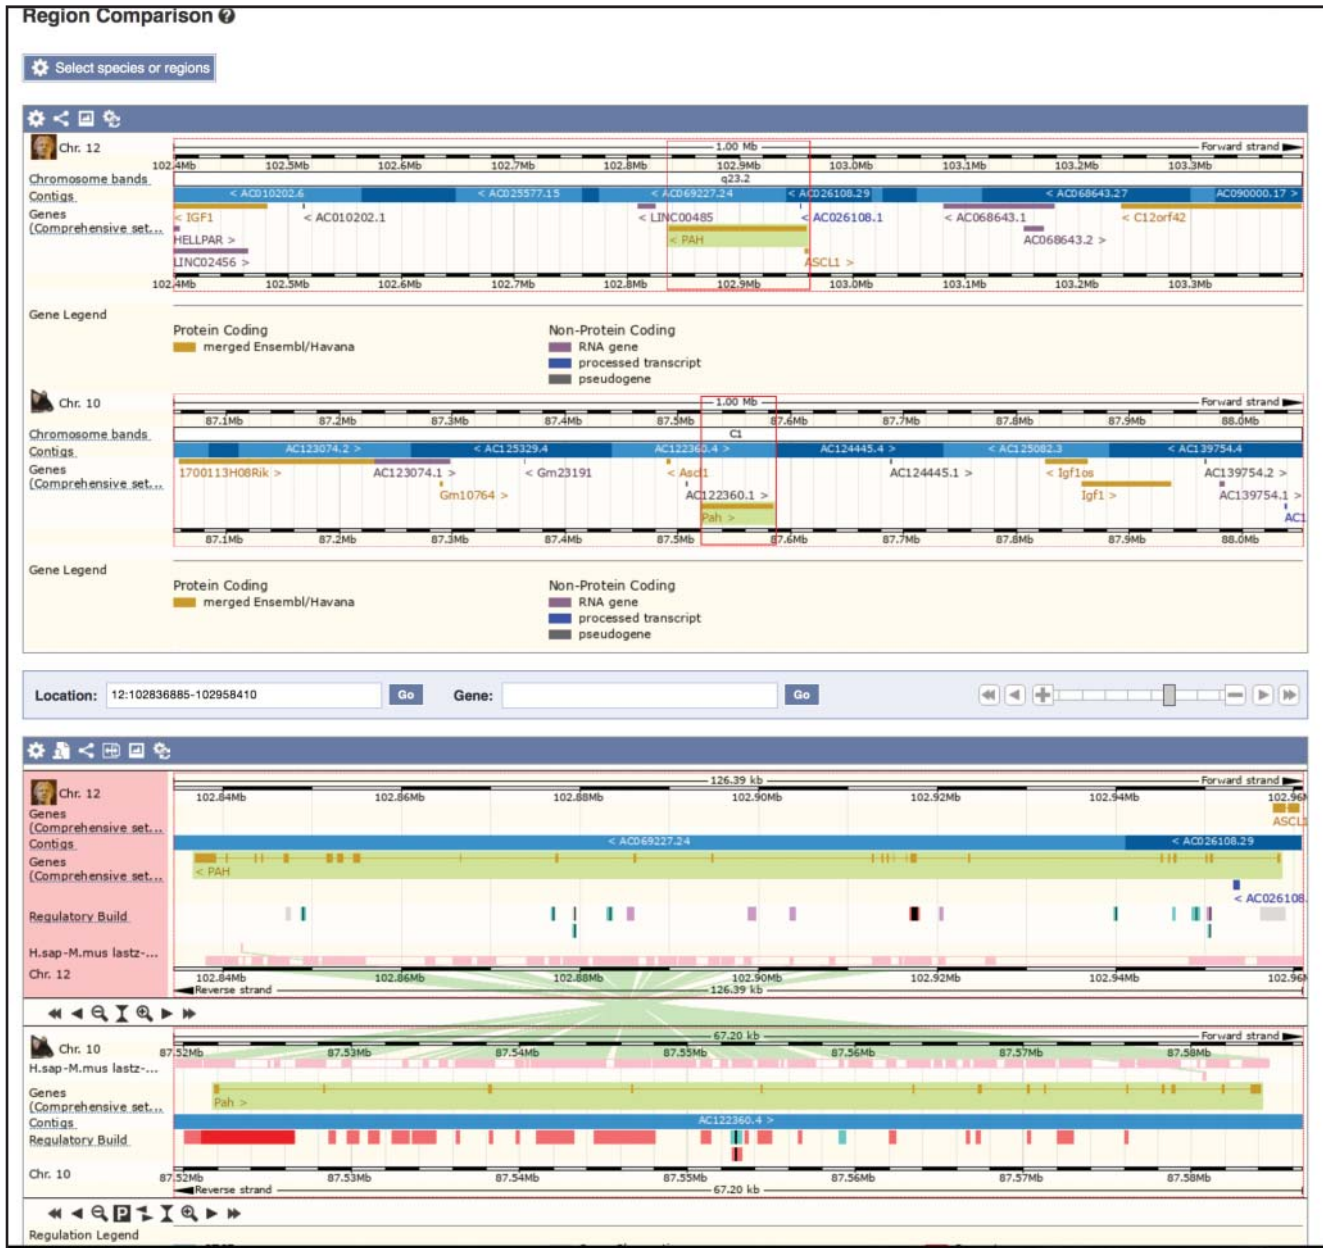 Region Comparison
Select species or regions
Chr. 12
1.00 Mb
Forward strand
102.4Mb 102.5Mb 102.6Mb 102.7Mb 102.8Mb 102.9Mb 103.0Mb 103.1Mb 103.2Mb 103.3Mb
Chromosome bands q23.2
Contigs < AC010202.6 < AC025577.15 < AC069227.24 < AC026108.29 < AC068643.27 AC090000.17 >
Genes < IGF1 < AC010202.1 < LINC00485 < AC026108.1 < AC068643.1 < C12orf42
(Comprehensive set...
HELLPAR > < PAH AC068643.2 >
LINC02456 > ASCL1 >
102.4Mb 102.5Mb 102.6Mb 102.7Mb 102.8Mb 102.9Mb 103.0Mb 103.1Mb 103.2Mb 103.3Mb
Gene Legend
Protein Coding Non-Protein Coding
merged Ensembl/Havana RNA gene
processed transcript
pseudogene
Chr. 10
1.00 Mb
Forward strand
87.1Mb 87.2Mb 87.3Mb 87.4Mb 87.5Mb 87.6Mb 87.7Mb 87.8Mb 87.9Mb 88.0Mb
Chromosome bands C1
Contigs AC123074.2 > < AC125329.4 AC122360.4 > AC124445.4 > < AC125082.3 < AC139754.4
Genes 1700113H08Rik > AC123074.1 > < Gm23191 < Ascl1 AC124445.1 > < Igf1os AC139754.2 >
(Comprehensive set...
Gm10764 > AC122360.1 > Igf1 > AC139754.1 >
Pah > AC1
87.1Mb 87.2Mb 87.3Mb 87.4Mb 87.5Mb 87.6Mb 87.7Mb 87.8Mb 87.9Mb 88.0Mb
Gene Legend
Protein Coding Non-Protein Coding
merged Ensembl/Havana RNA gene
processed transcript
pseudogene
Location: 12:102836885-102958410 Go Gene: Go
Chr. 12
126.39 kb
Forward strand
102.84Mb 102.86Mb 102.88Mb 102.90Mb 102.92Mb 102.94Mb 102.96M
Genes
(Comprehensive set... ASCL1
Contigs < AC069227.24 < AC026108.29
Genes
(Comprehensive set... < PAH
< AC026108.
Regulatory Build
H.sap-M.mus lastz-...
Chr. 12 102.84Mb 102.86Mb 102.88Mb 102.90Mb 102.92Mb 102.94Mb 102.96M
Reverse strand 126.39 kb
67.20 kb
Forward strand
Chr. 10 87.52Mb 87.53Mb 87.54Mb 87.55Mb 87.56Mb 87.57Mb 87.58Mb
H.sap-M.mus lastz-...
Genes
(Comprehensive set... Pah >
Contigs AC122360.4 >
Regulatory Build
Chr. 10 87.52Mb 87.53Mb 87.54Mb 87.55Mb 87.56Mb 87.57Mb 87.58Mb
Reverse strand 67.20 kb
P
Regulation Legend